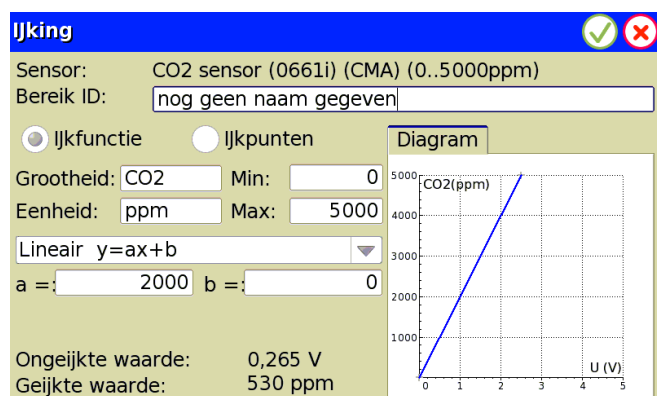 IJking
Sensor: CO2 sensor (0661i) (CMA) (0..5000ppm)
Bereik ID: nog geen naam gegeven
IJkfunctie IJkpunten
Grootheid: CO2 Min: 0
Eenheid: ppm Max: 5000
Lineair y=ax+b
a =: 2000 b =: 0
Ongeijkte waarde: 0,265 V
Geijkte waarde: 530 ppm
Diagram
CO2(ppm)
5000
4000
3000
2000
1000
U (V)
0 1 2 3 4 5